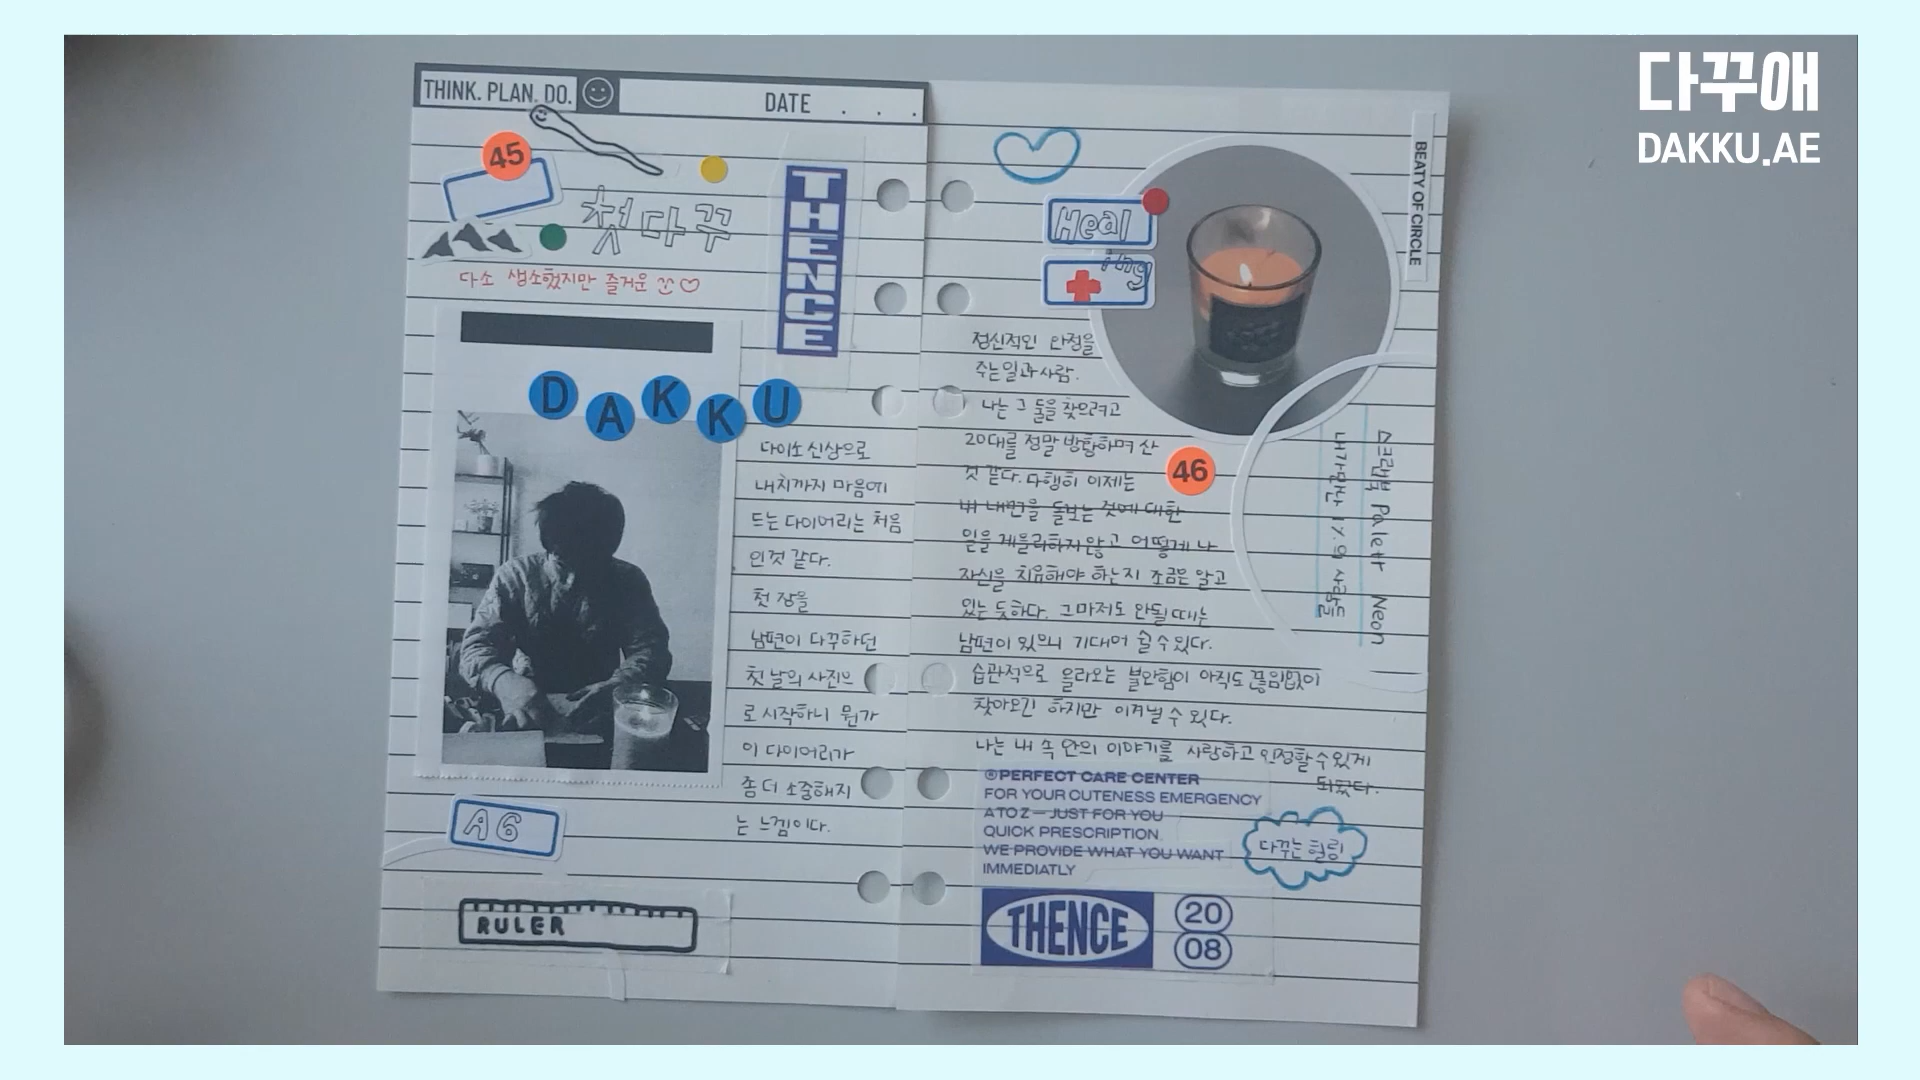 다꾸애
DAKKU.AE
THINK. PLAN. DO.
DATE . . .
45
첫 다꾸
다소 생소했지만 즐거운
THENCE
DAKKU
다이소 신상으로
내지까지 마음에
드는 다이어리는 처음
인것 같다.
첫 장을
남편이 다꾸하던
첫 날의 사진으
로 시작하니 뭔가
이 다이어리가
좀 더 소중해지
는 느낌이다.
A6
RULER
BEATY OF CIRCLE
Heal
ing
정신적인 안정을
주는 일과 사람.
나는 그 둘을 찾으려고
20대를 정말 방탕하며 산
것 같다. 다행히 이제는
내 내면을 돌보는 것에 대한
일을 게을리하지 않고 어떻게 나
자신을 치유해야 하는지 조금은 알고
있는 듯하다. 그마저도 안될 때는
남편이 있으니 기대어 쉴 수 있다.
습관적으로 올라오는 불안함이 아직도 끊임없이
찾아오긴 하지만 이겨낼 수 있다.
나는 내 속 안의 이야기를 사랑하고 인정할 수 있게
되었다.
46
스크랩북 Palett Neon
내가 만난 1%의 사람들
®PERFECT CARE CENTER
FOR YOUR CUTENESS EMERGENCY
A TO Z — JUST FOR YOU
QUICK PRESCRIPTION
WE PROVIDE WHAT YOU WANT
IMMEDIATLY
다꾸는 힐링
THENCE
20
08